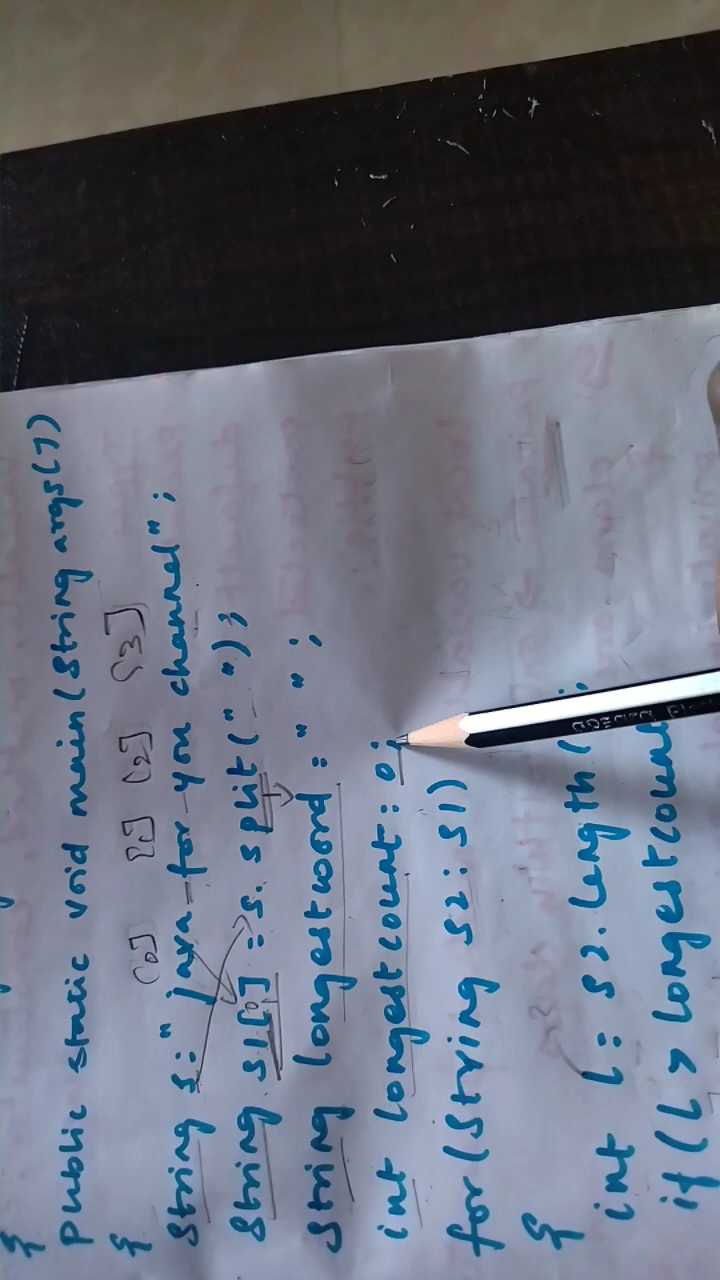 {
public static void main(String args[])
{
[0] [1] [2] [3]
String s = "java for you channel";
String s1[] = s.split(" ");
String longestword = " ";
int longestcount = 0;
for(String s2 : s1)
{
int l = s2.length(
if(l > longestcount